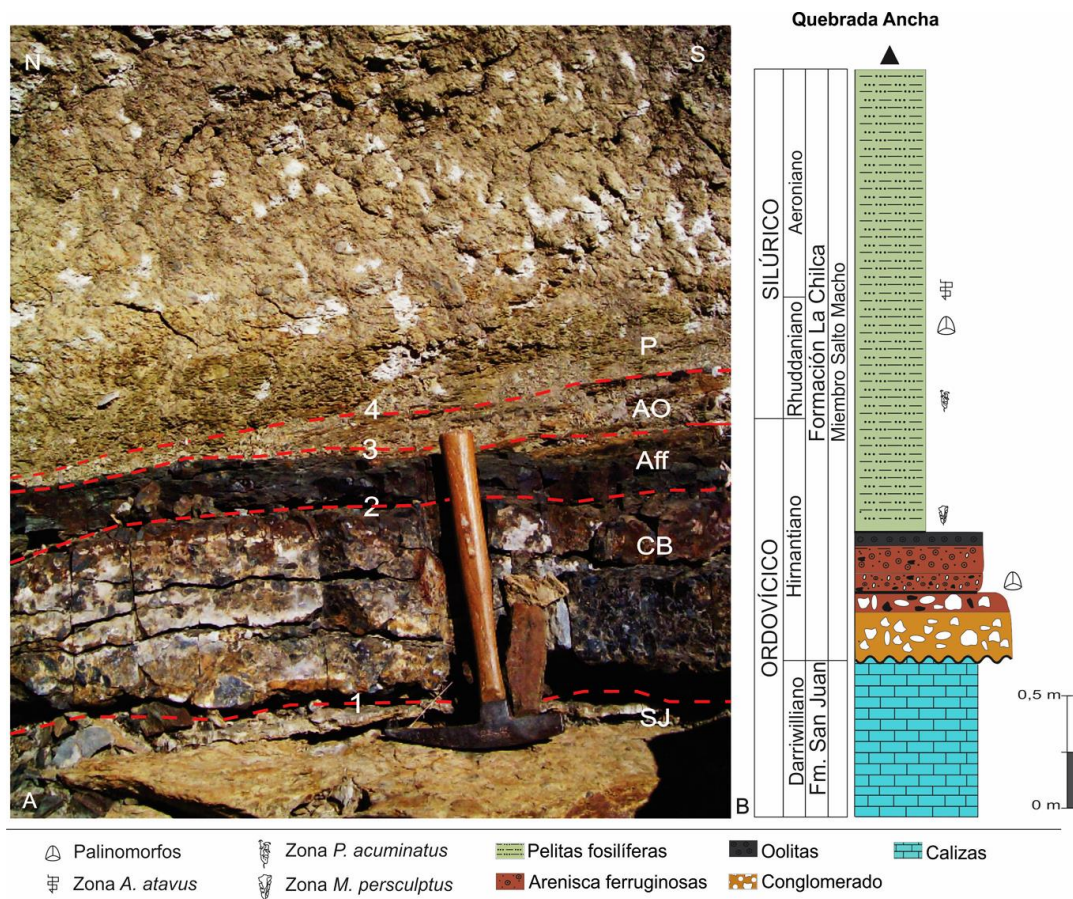 Quebrada Ancha
N
S
P
4
AO
3
Aff
2
CB
1
SJ
A
B
SILÚRICO
ORDOVÍCICO
Aeroniano
Rhuddaniano
Hirnantiano
Darriwilliano
Formación La Chilca
Fm. San Juan
Miembro Salto Macho
0,5 m
0 m
Palinomorfos
Zona P. acuminatus
Pelitas fosilíferas
Oolitas
Calizas
Zona A. atavus
Zona M. persculptus
Arenisca ferruginosas
Conglomerado